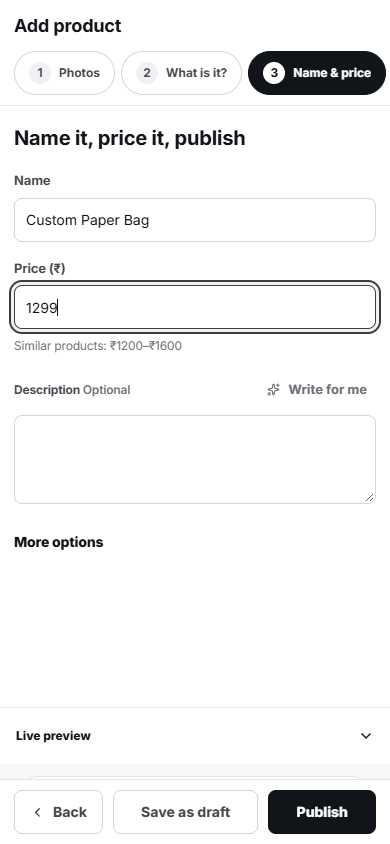 Add product
1 Photos
2 What is it?
3 Name & price
Name it, price it, publish
Name
Custom Paper Bag
Price (₹)
1299
Similar products: ₹1200–₹1600
Description Optional
Write for me
More options
Live preview
Back
Save as draft
Publish